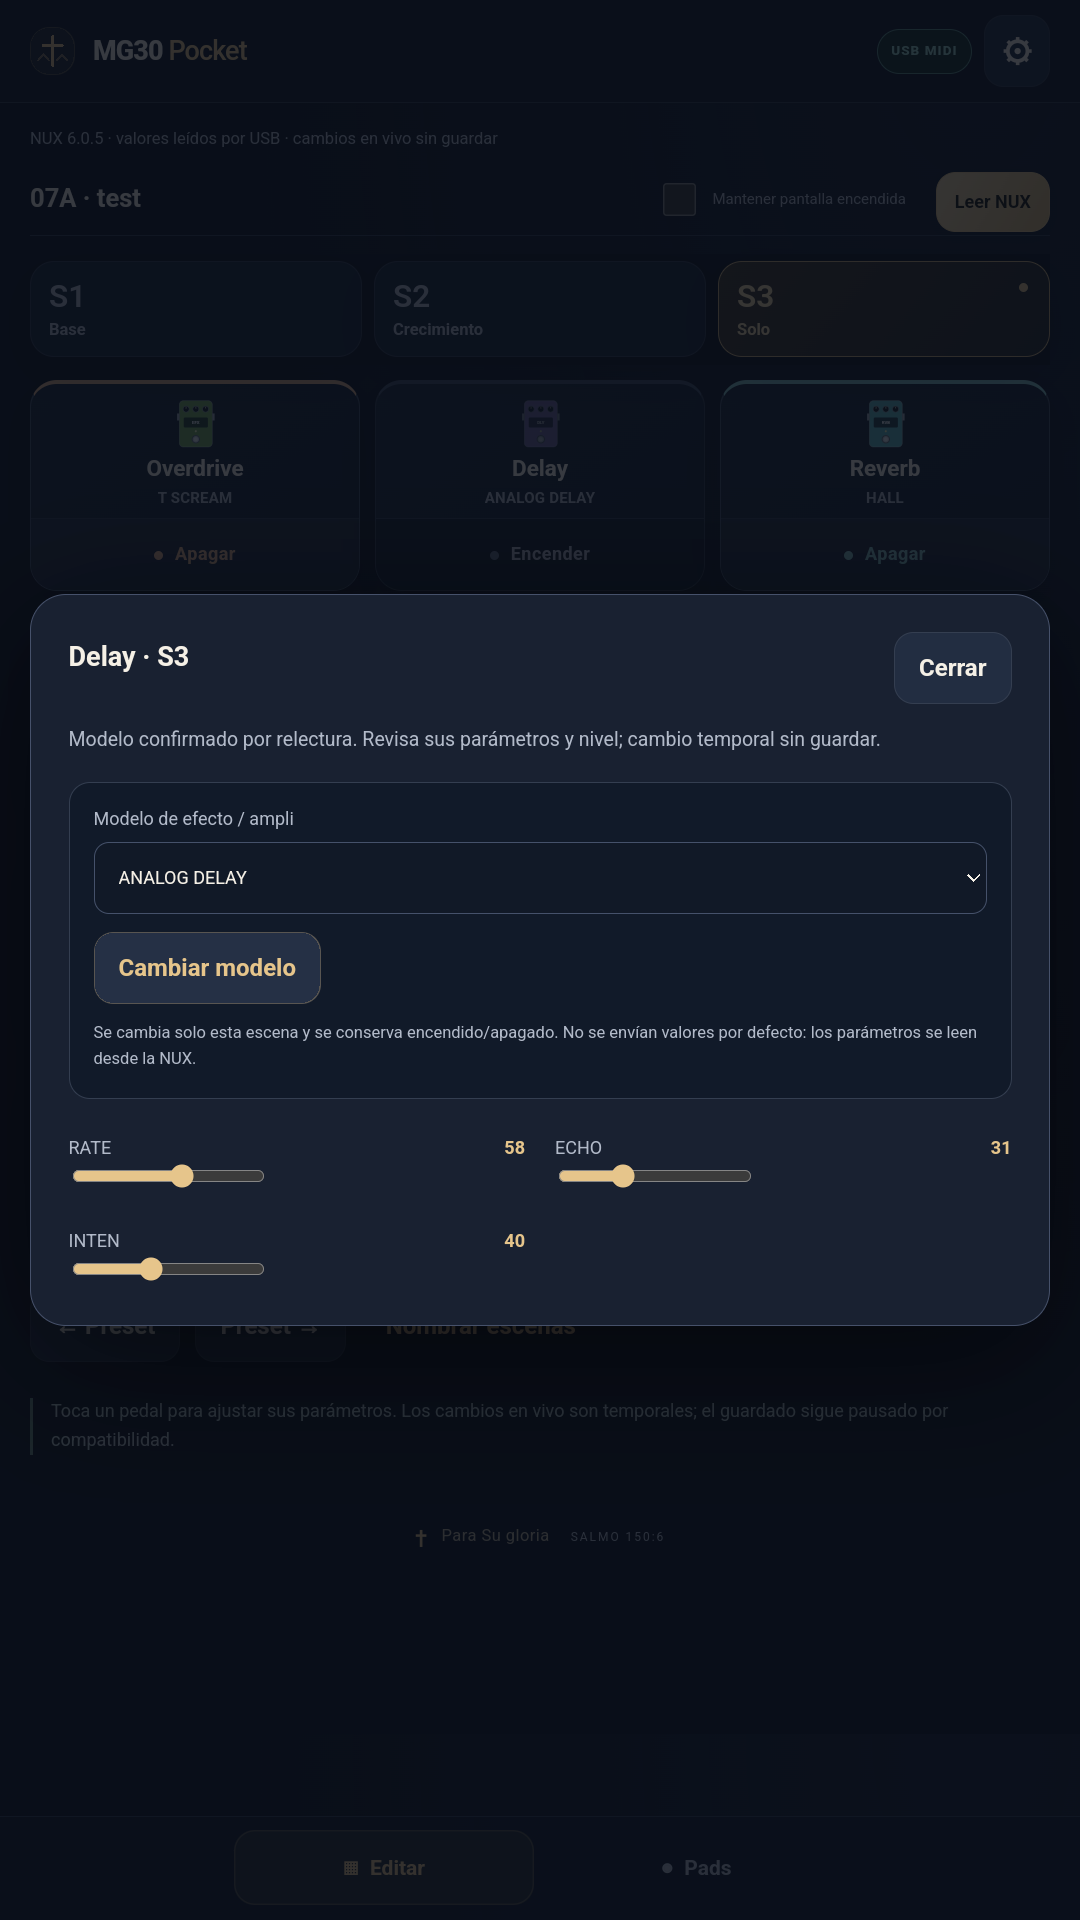 MG30 Pocket
USB MIDI
NUX 6.0.5 · valores leídos por USB · cambios en vivo sin guardar
07A · test
Mantener pantalla encendida
Leer NUX
S1
Base
S2
Crecimiento
S3
Solo
Overdrive
T SCREAM
Apagar
Delay
ANALOG DELAY
Encender
Reverb
HALL
Apagar
Delay · S3
Cerrar
Modelo confirmado por relectura. Revisa sus parámetros y nivel; cambio temporal sin guardar.
Modelo de efecto / ampli
ANALOG DELAY
Cambiar modelo
Se cambia solo esta escena y se conserva encendido/apagado. No se envían valores por defecto: los parámetros se leen
desde la NUX.
RATE 58
ECHO 31
INTEN 40
← Preset
Preset →
Nombrar escenas
Toca un pedal para ajustar sus parámetros. Los cambios en vivo son temporales; el guardado sigue pausado por
compatibilidad.
Para Su gloria SALMO 150:6
Editar
Pads